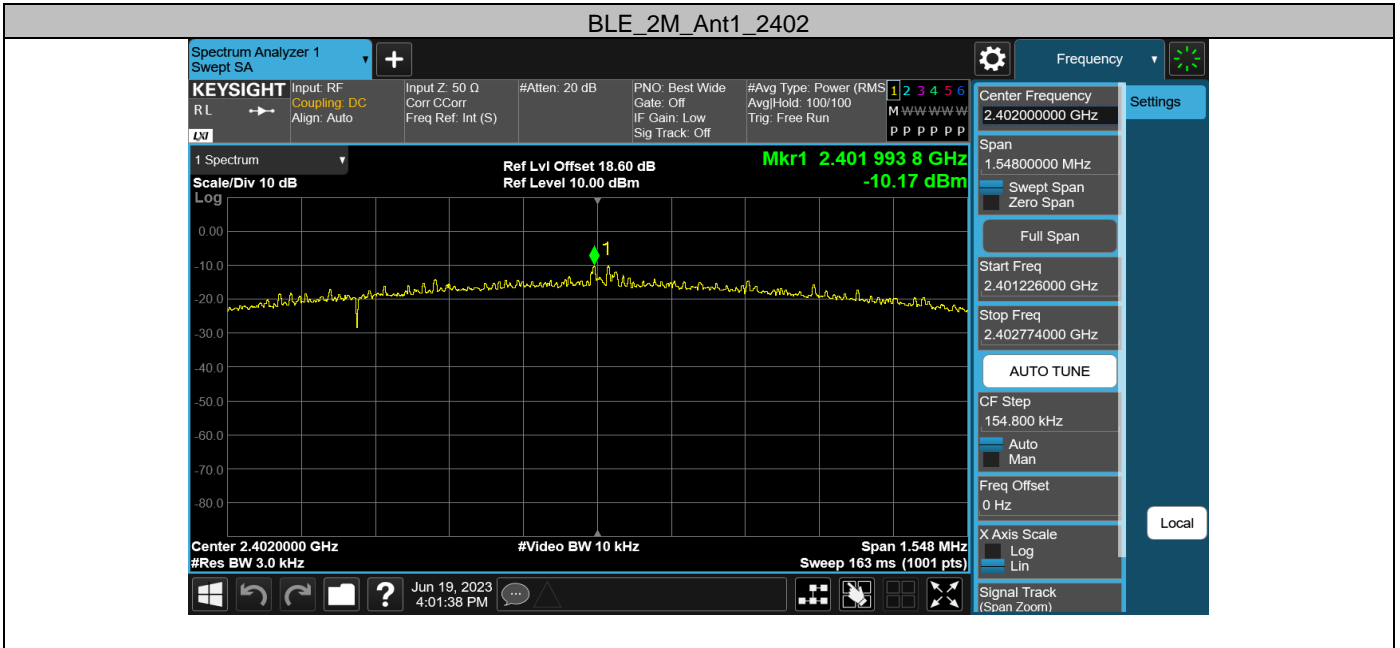 BLE_2M_Ant1_2402
Spectrum Analyzer 1
Swept SA
+
Frequency
KEYSIGHT
RL
LXI
Input: RF
Coupling: DC
Align: Auto
Input Z: 50 Ω
Corr CCorr
Freq Ref: Int (S)
#Atten: 20 dB
PNO: Best Wide
Gate: Off
IF Gain: Low
Sig Track: Off
#Avg Type: Power (RMS
Avg|Hold: 100/100
Trig: Free Run
1 2 3 4 5 6
M W W W W W
P P P P P P
1 Spectrum
Scale/Div 10 dB
Log
Ref Lvl Offset 18.60 dB
Ref Level 10.00 dBm
Mkr1 2.401 993 8 GHz
-10.17 dBm
1
0.00
-10.0
-20.0
-30.0
-40.0
-50.0
-60.0
-70.0
-80.0
Center 2.4020000 GHz
#Res BW 3.0 kHz
#Video BW 10 kHz
Span 1.548 MHz
Sweep 163 ms (1001 pts)
Center Frequency
2.402000000 GHz
Span
1.54800000 MHz
Swept Span
Zero Span
Full Span
Start Freq
2.401226000 GHz
Stop Freq
2.402774000 GHz
AUTO TUNE
CF Step
154.800 kHz
Auto
Man
Freq Offset
0 Hz
X Axis Scale
Log
Lin
Signal Track
(Span Zoom)
Settings
Local
?
Jun 19, 2023
4:01:38 PM